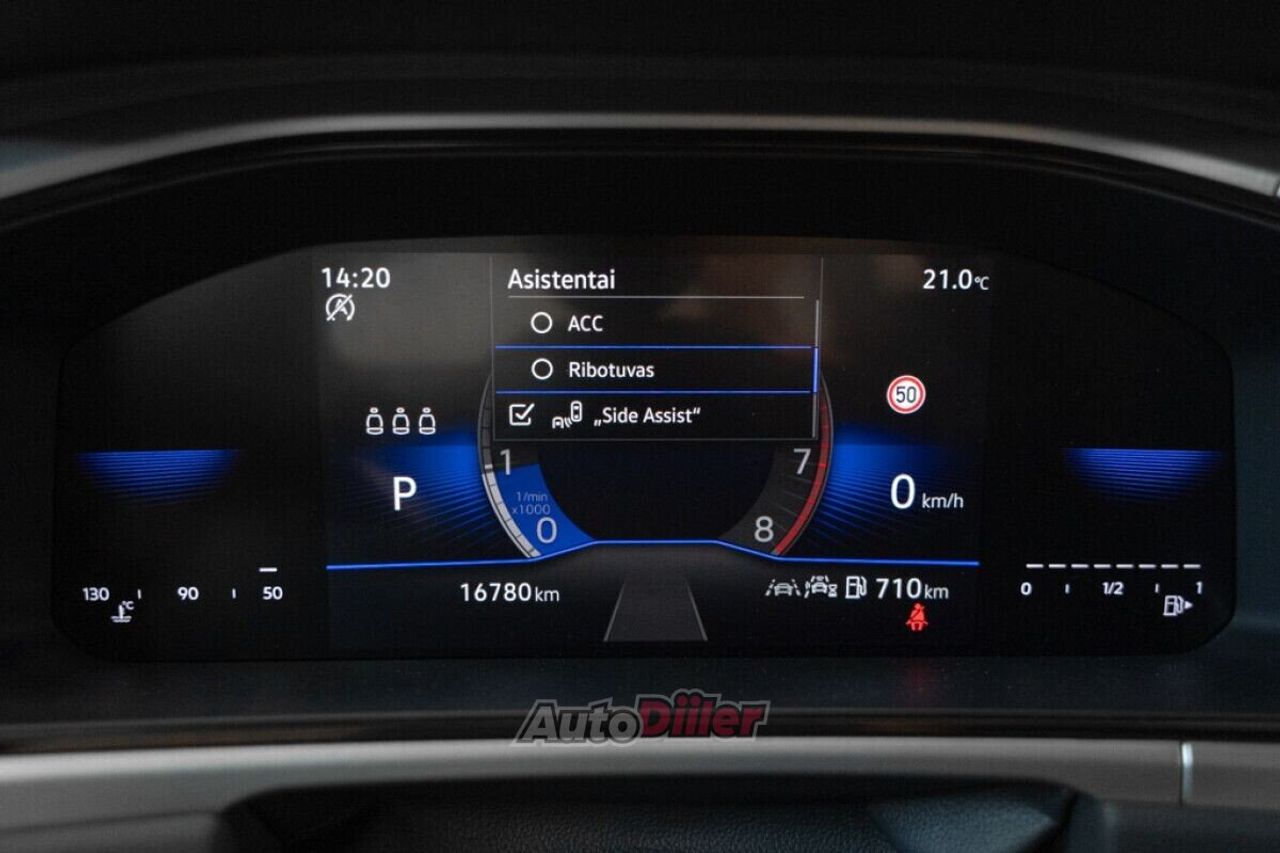 14:20
Asistentai
21.0°C
ACC
Ribotuvas
50
„Side Assist“
P
1
7
0 km/h
1/min
x1000
0
8
130 90 50
°C
16780 km
710 km
0 1/2 1
AutoDiiler